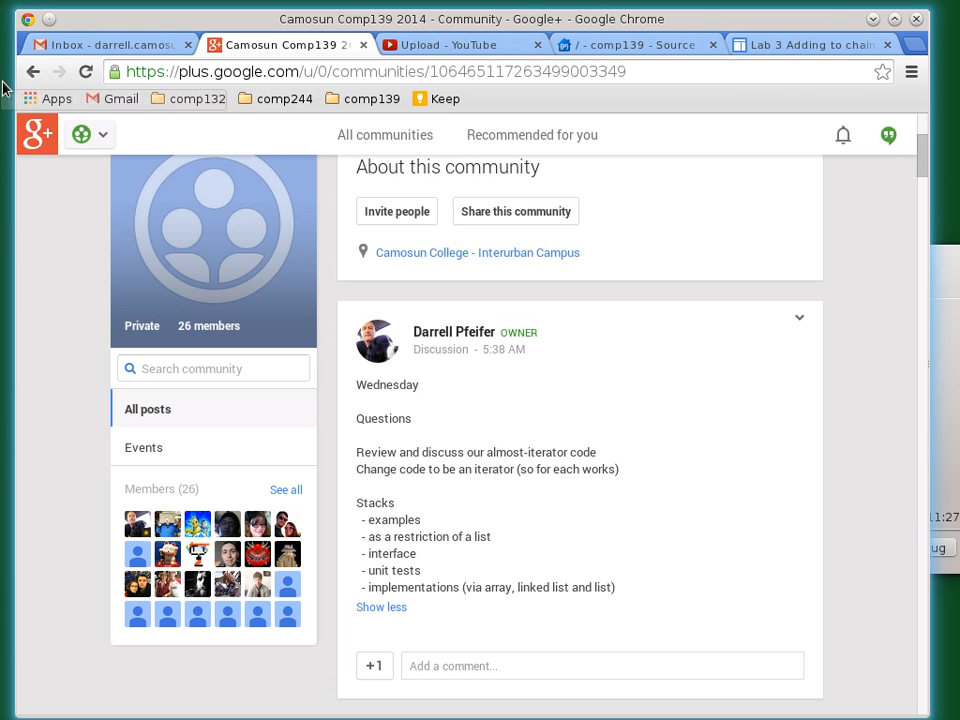 Camosun Comp139 2014 - Community - Google+ - Google Chrome
Inbox - darrell.camosu
Camosun Comp139 2
Upload - YouTube
/ - comp139 - Source
Lab 3 Adding to chain
https://plus.google.com/u/0/communities/106465117263499003349
Apps
Gmail
comp132
comp244
comp139
Keep
g+
All communities
Recommended for you
About this community
Invite people
Share this community
Camosun College - Interurban Campus
Private 26 members
Search community
All posts
Events
Members (26)
See all
Darrell Pfeifer OWNER
Discussion - 5:38 AM
Wednesday
Questions
Review and discuss our almost-iterator code
Change code to be an iterator (so for each works)
Stacks
- examples
- as a restriction of a list
- interface
- unit tests
- implementations (via array, linked list and list)
Show less
+1
Add a comment...
11:27
ug